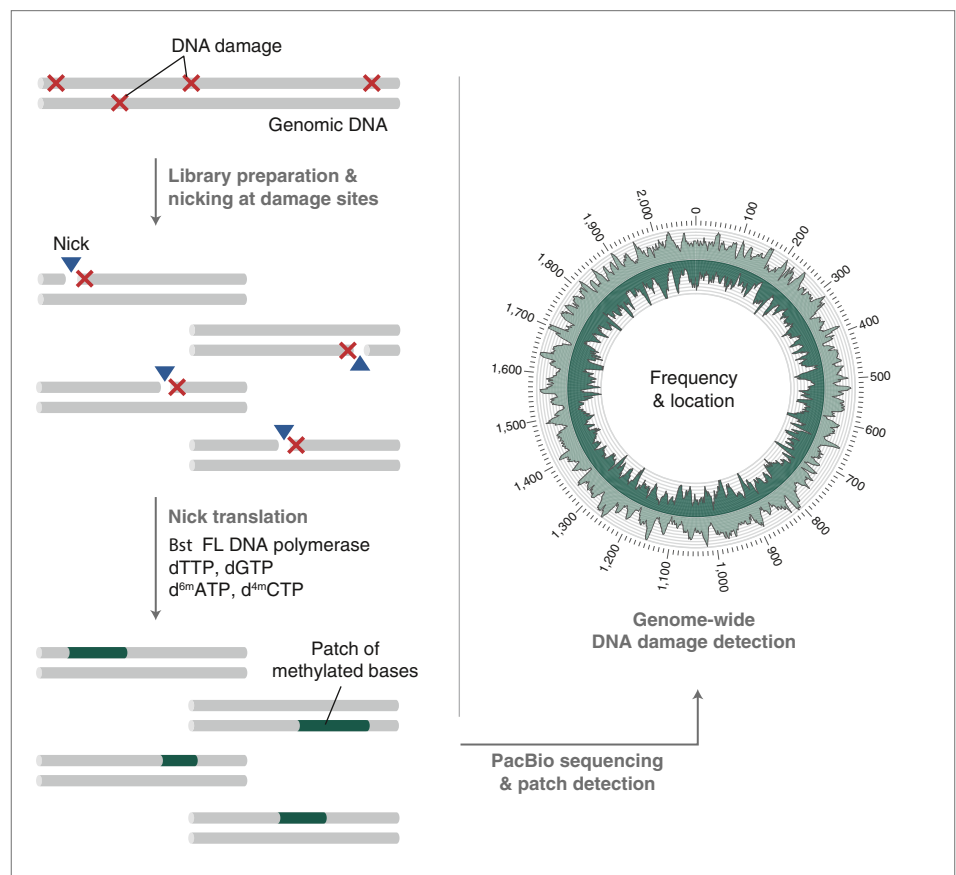 DNA damage
Genomic DNA
Library preparation &
nicking at damage sites
Nick
Nick translation
Bst FL DNA polymerase
dTTP, dGTP
d⁶ᵐATP, d⁴ᵐCTP
Patch of
methylated bases
PacBio sequencing
& patch detection
0
100
200
300
400
500
600
700
800
900
1,000
1,100
1,200
1,300
1,400
1,500
1,600
1,700
1,800
1,900
2,000
Frequency
& location
Genome-wide
DNA damage detection